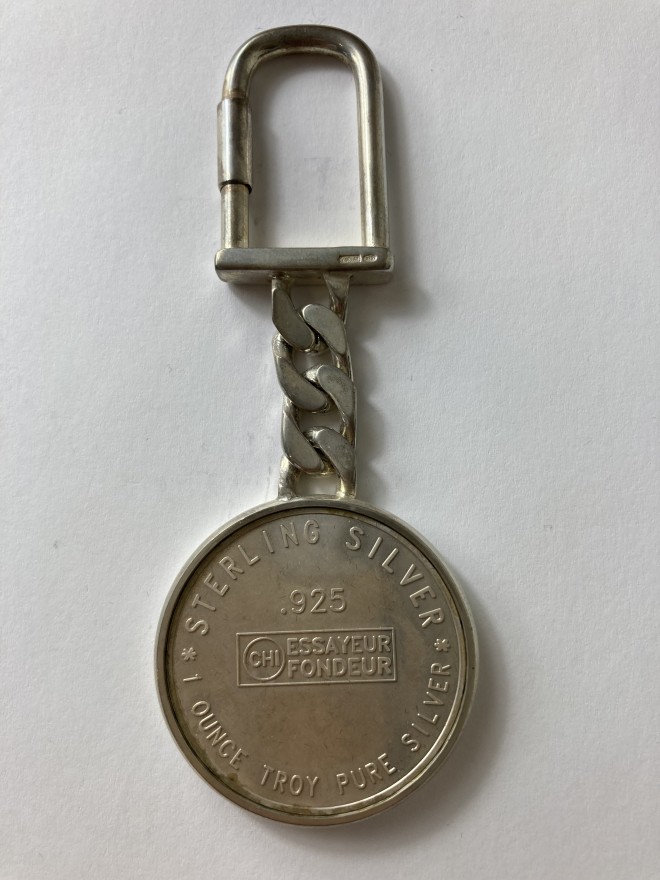 * STERLING SILVER *
.925
CHI ESSAYEUR
FONDEUR
1 OUNCE TROY PURE SILVER